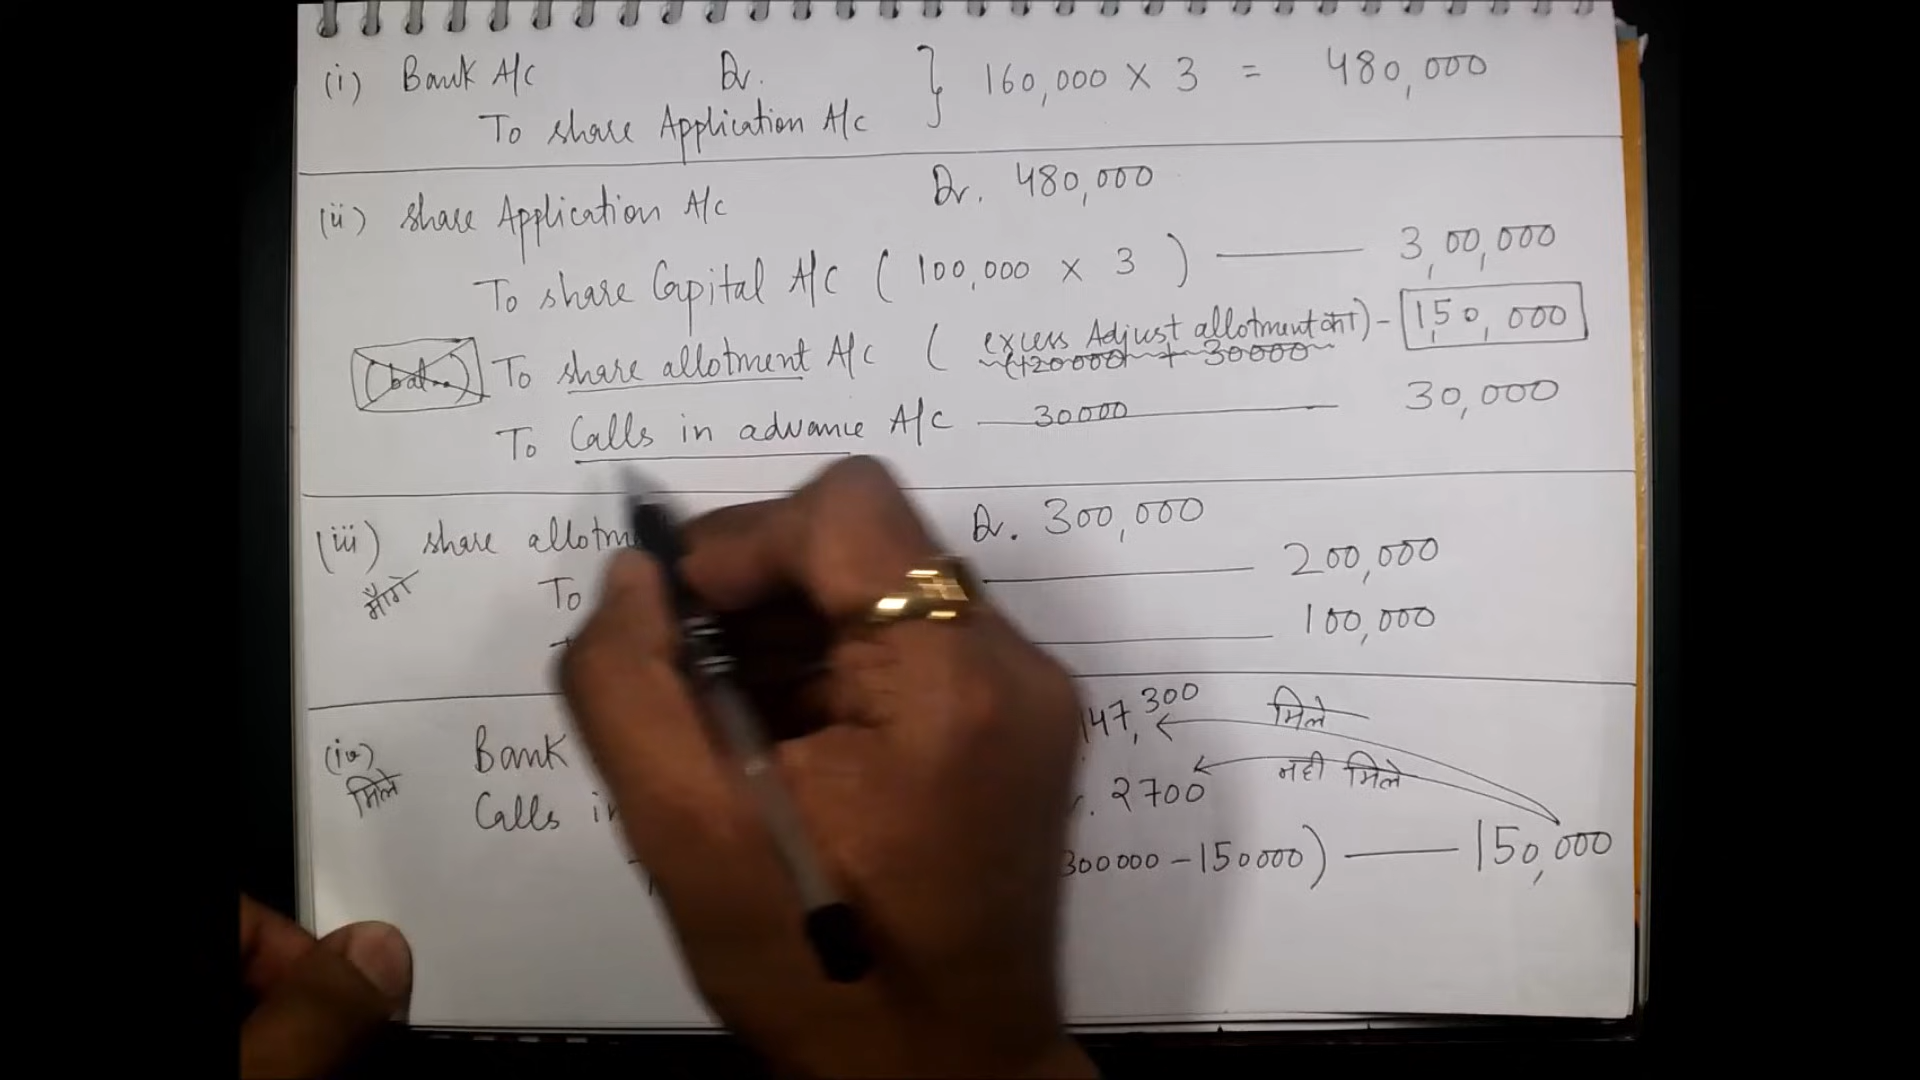 (i) Bank A/c Dr. } 160,000 X 3 = 480,000
To share Application A/c
(ii) share Application A/c Dr. 480,000
To share Capital A/c ( 100,000 x 3 ) — 3,00,000
To share allotment A/c ( excess Adjust allotment का ) - 150,000
(120000) + 30000
To Calls in advance A/c — 30000 — 30,000
(iii) share Dr. 300,000
माँगे To — 200,000
— 100,000
(iv) Bank 147,300 मिले
मिले Calls 2700 नही मिले
300000 - 150000) — 150,000